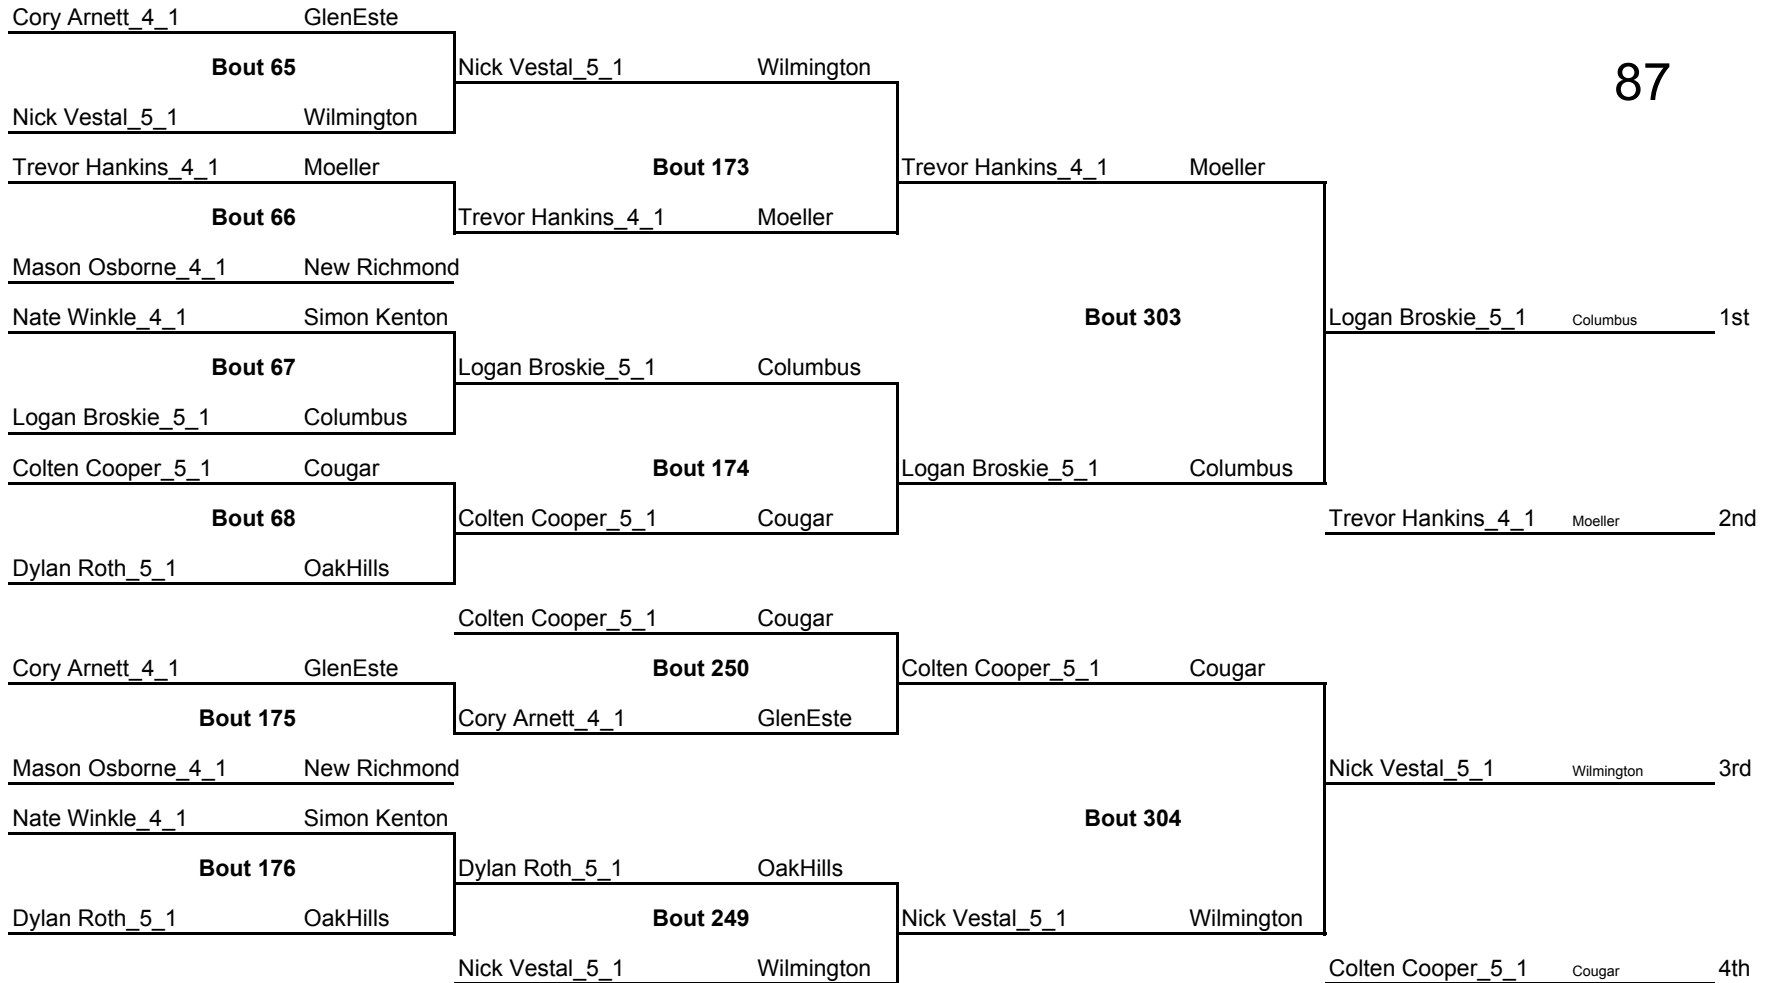 Cory Arnett_4_1 GlenEste
Bout 65 Nick Vestal_5_1 Wilmington
87
Nick Vestal_5_1 Wilmington
Trevor Hankins_4_1 Moeller Bout 173 Trevor Hankins_4_1 Moeller
Bout 66 Trevor Hankins_4_1 Moeller
Mason Osborne_4_1 New Richmond
Nate Winkle_4_1 Simon Kenton Bout 303 Logan Broskie_5_1 Columbus 1st
Bout 67 Logan Broskie_5_1 Columbus
Logan Broskie_5_1 Columbus
Colten Cooper_5_1 Cougar Bout 174 Logan Broskie_5_1 Columbus
Bout 68 Colten Cooper_5_1 Cougar Trevor Hankins_4_1 Moeller 2nd
Dylan Roth_5_1 OakHills
Colten Cooper_5_1 Cougar
Cory Arnett_4_1 GlenEste Bout 250 Colten Cooper_5_1 Cougar
Bout 175 Cory Arnett_4_1 GlenEste
Mason Osborne_4_1 New Richmond Nick Vestal_5_1 Wilmington 3rd
Nate Winkle_4_1 Simon Kenton Bout 304
Bout 176 Dylan Roth_5_1 OakHills
Dylan Roth_5_1 OakHills Bout 249 Nick Vestal_5_1 Wilmington
Nick Vestal_5_1 Wilmington Colten Cooper_5_1 Cougar 4th